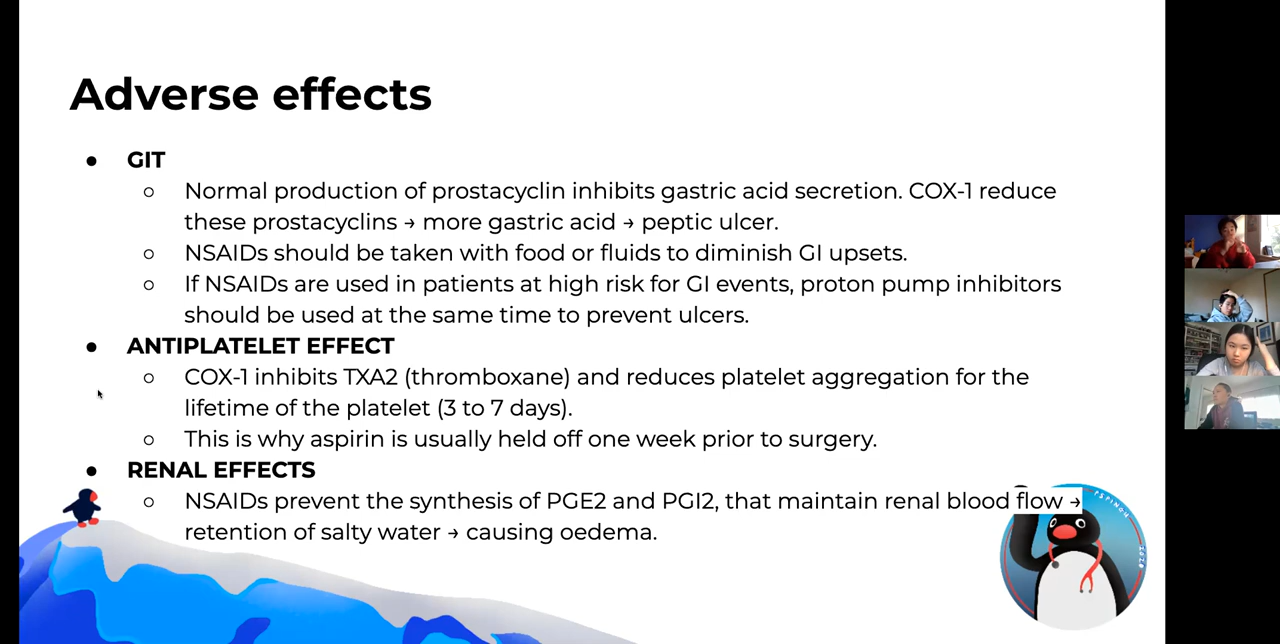 Adverse effects
● GIT
○ Normal production of prostacyclin inhibits gastric acid secretion. COX-1 reduce
these prostacyclins → more gastric acid → peptic ulcer.
○ NSAIDs should be taken with food or fluids to diminish GI upsets.
○ If NSAIDs are used in patients at high risk for GI events, proton pump inhibitors
should be used at the same time to prevent ulcers.
● ANTIPLATELET EFFECT
○ COX-1 inhibits TXA2 (thromboxane) and reduces platelet aggregation for the
lifetime of the platelet (3 to 7 days).
○ This is why aspirin is usually held off one week prior to surgery.
● RENAL EFFECTS
○ NSAIDs prevent the synthesis of PGE2 and PGI2, that maintain renal blood flow →
retention of salty water → causing oedema.